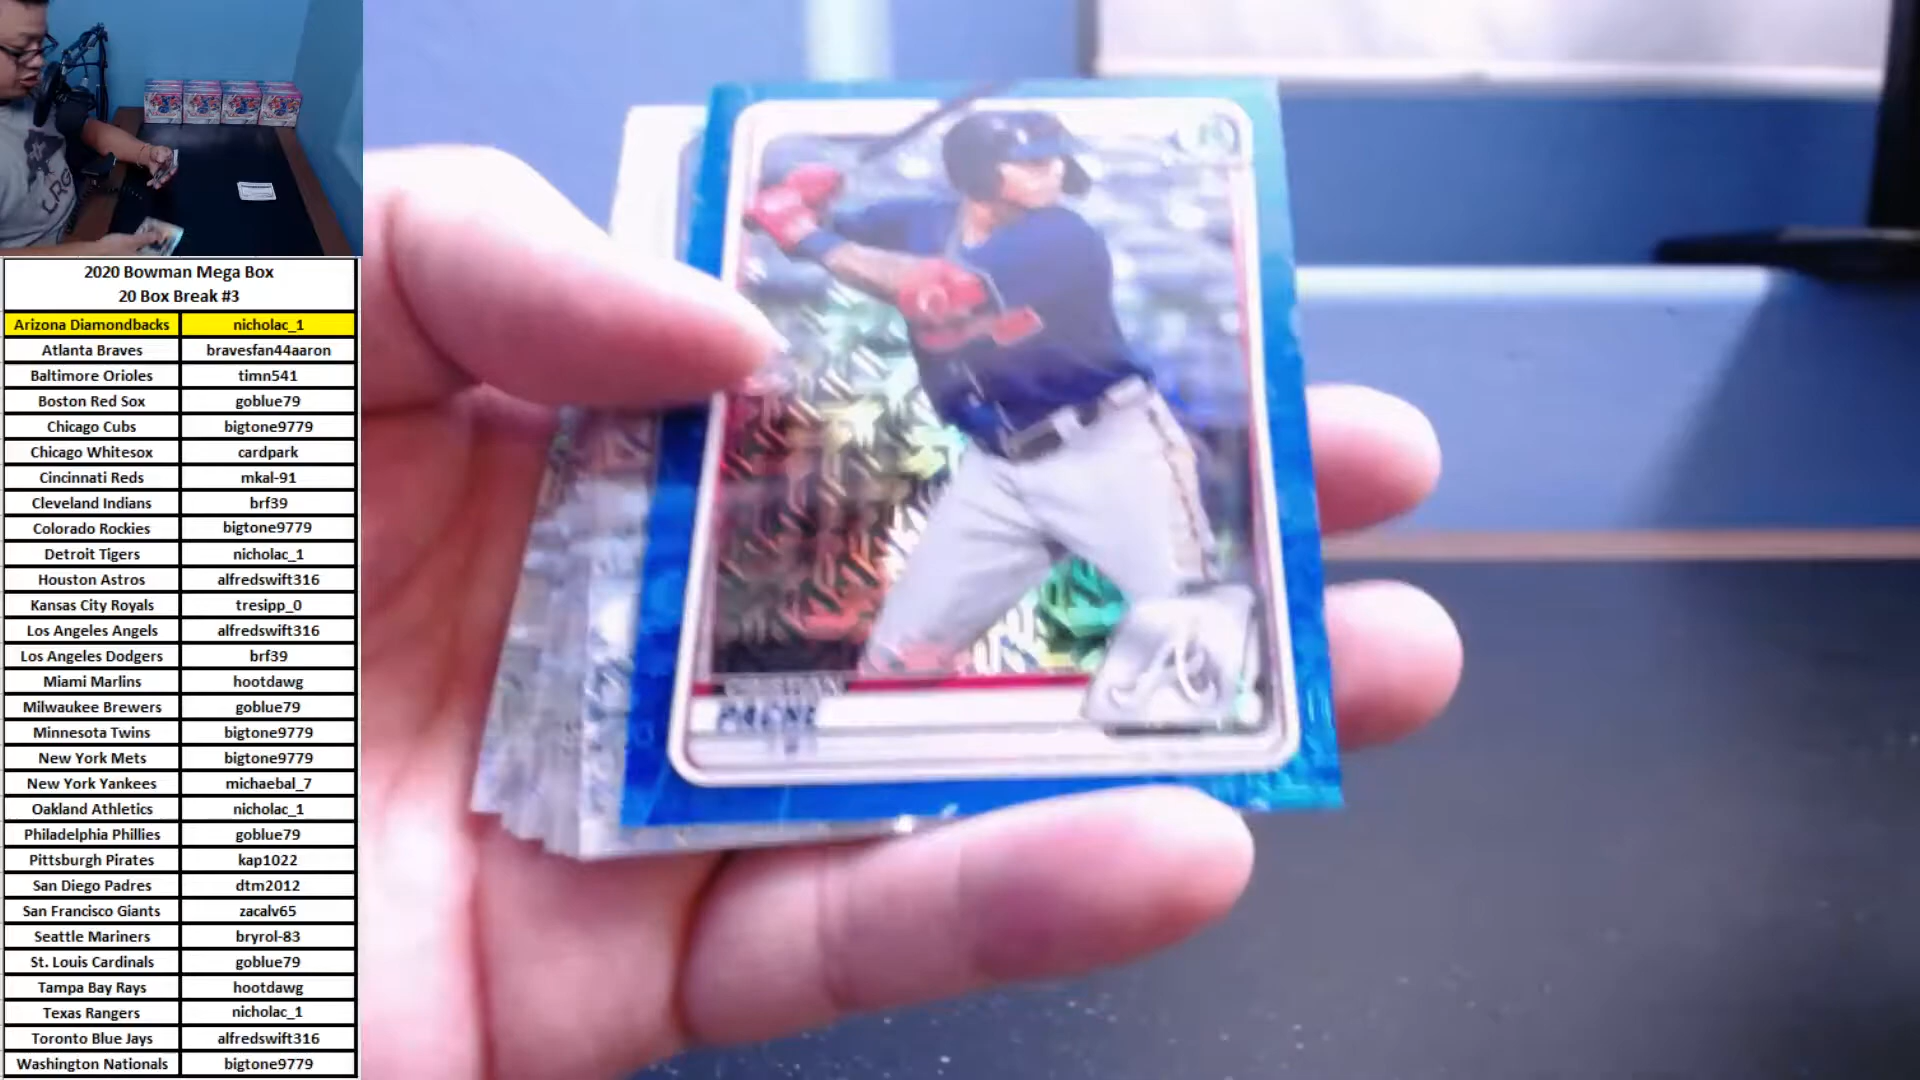 2020 Bowman Mega Box
20 Box Break #3
Arizona Diamondbacks nicholac_1
Atlanta Braves bravesfan44aaron
Baltimore Orioles timn541
Boston Red Sox goblue79
Chicago Cubs bigtone9779
Chicago Whitesox cardpark
Cincinnati Reds mkal-91
Cleveland Indians brf39
Colorado Rockies bigtone9779
Detroit Tigers nicholac_1
Houston Astros alfredswift316
Kansas City Royals tresipp_0
Los Angeles Angels alfredswift316
Los Angeles Dodgers brf39
Miami Marlins hootdawg
Milwaukee Brewers goblue79
Minnesota Twins bigtone9779
New York Mets bigtone9779
New York Yankees michaebal_7
Oakland Athletics nicholac_1
Philadelphia Phillies goblue79
Pittsburgh Pirates kap1022
San Diego Padres dtm2012
San Francisco Giants zacalv65
Seattle Mariners bryrol-83
St. Louis Cardinals goblue79
Tampa Bay Rays hootdawg
Texas Rangers nicholac_1
Toronto Blue Jays alfredswift316
Washington Nationals bigtone9779
PACHE